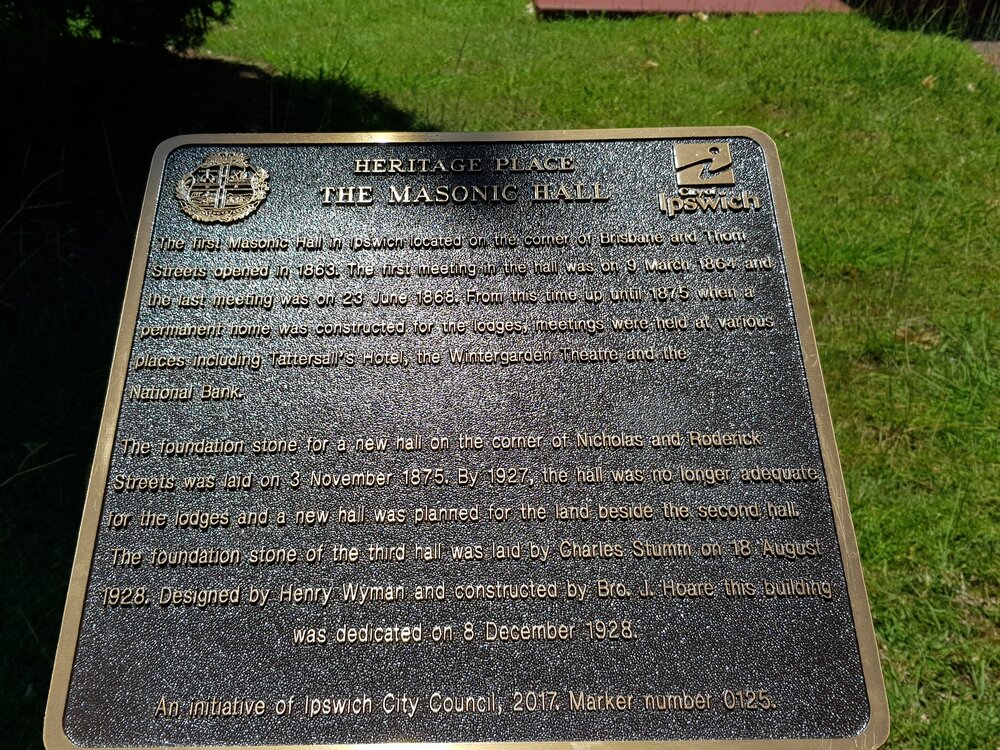 HERITAGE PLACE
THE MASONIC HALL
City of
Ipswich
The first Masonic Hall in Ipswich located on the corner of Brisbane and Thorn
Streets opened in 1863. The first meeting in the hall was on 9 March 1864 and
the last meeting was on 23 June 1868. From this time up until 1875 when a
permanent home was constructed for the lodges, meetings were held at various
places including Tattersall's Hotel, the Wintergarden Theatre and the
National Bank.
The foundation stone for a new hall on the corner of Nicholas and Roderick
Streets was laid on 3 November 1875. By 1927, the hall was no longer adequate
for the lodges and a new hall was planned for the land beside the second hall.
The foundation stone of the third hall was laid by Charles Stumm on 18 August
1928. Designed by Henry Wyman and constructed by Bro. J. Hoare this building
was dedicated on 8 December 1928.
An initiative of Ipswich City Council, 2017. Marker number 0125.